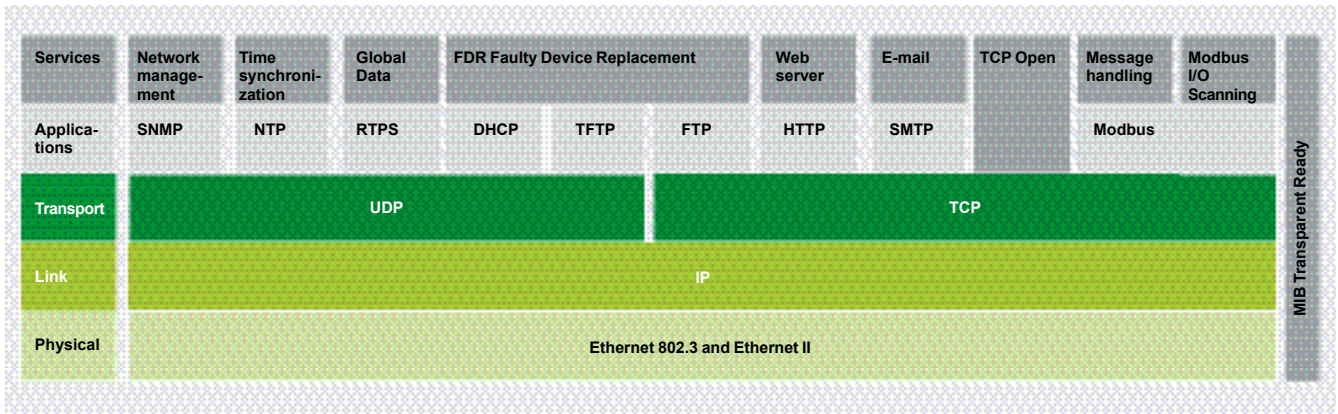 Services
Network
manage-
ment
Time
synchroni-
zation
Global
Data
FDR Faulty Device Replacement
Web
server
E-mail
TCP Open
Message
handling
Modbus
I/O
Scanning
Applica-
tions
SNMP
NTP
RTPS
DHCP
TFTP
FTP
HTTP
SMTP
Modbus
Transport
UDP
TCP
Link
IP
Physical
Ethernet 802.3 and Ethernet II
MIB Transparent Ready